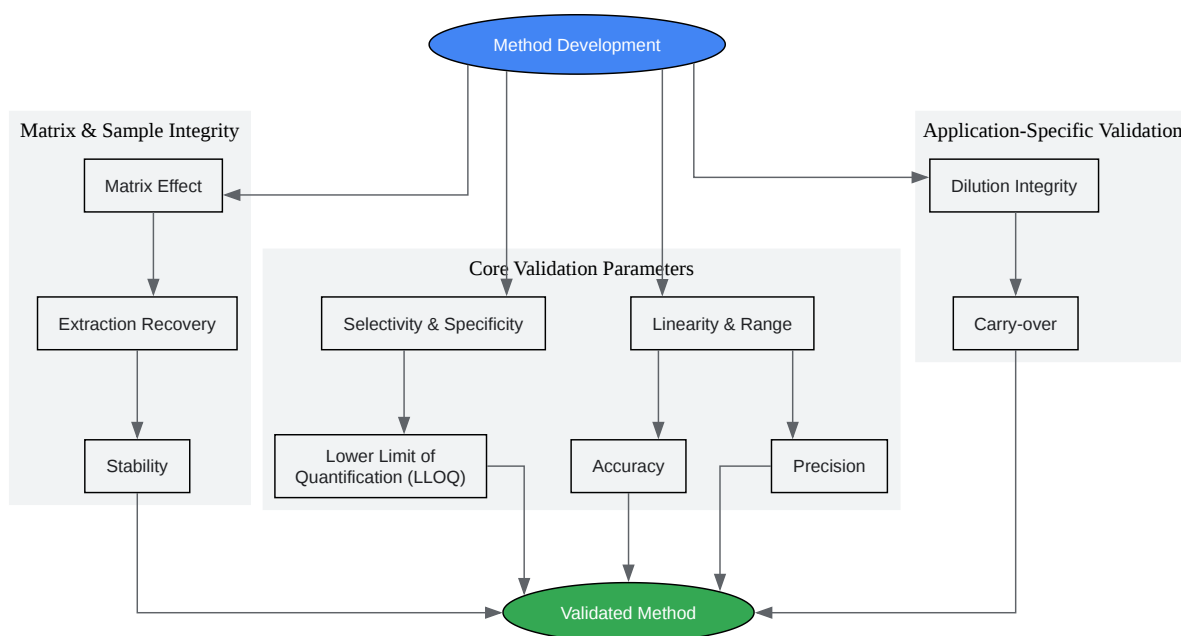 Method Development
Matrix & Sample Integrity
Application-Specific Validation
Matrix Effect
Dilution Integrity
Core Validation Parameters
Extraction Recovery
Selectivity & Specificity
Linearity & Range
Carry-over
Stability
Lower Limit of
Quantification (LLOQ)
Accuracy
Precision
Validated Method